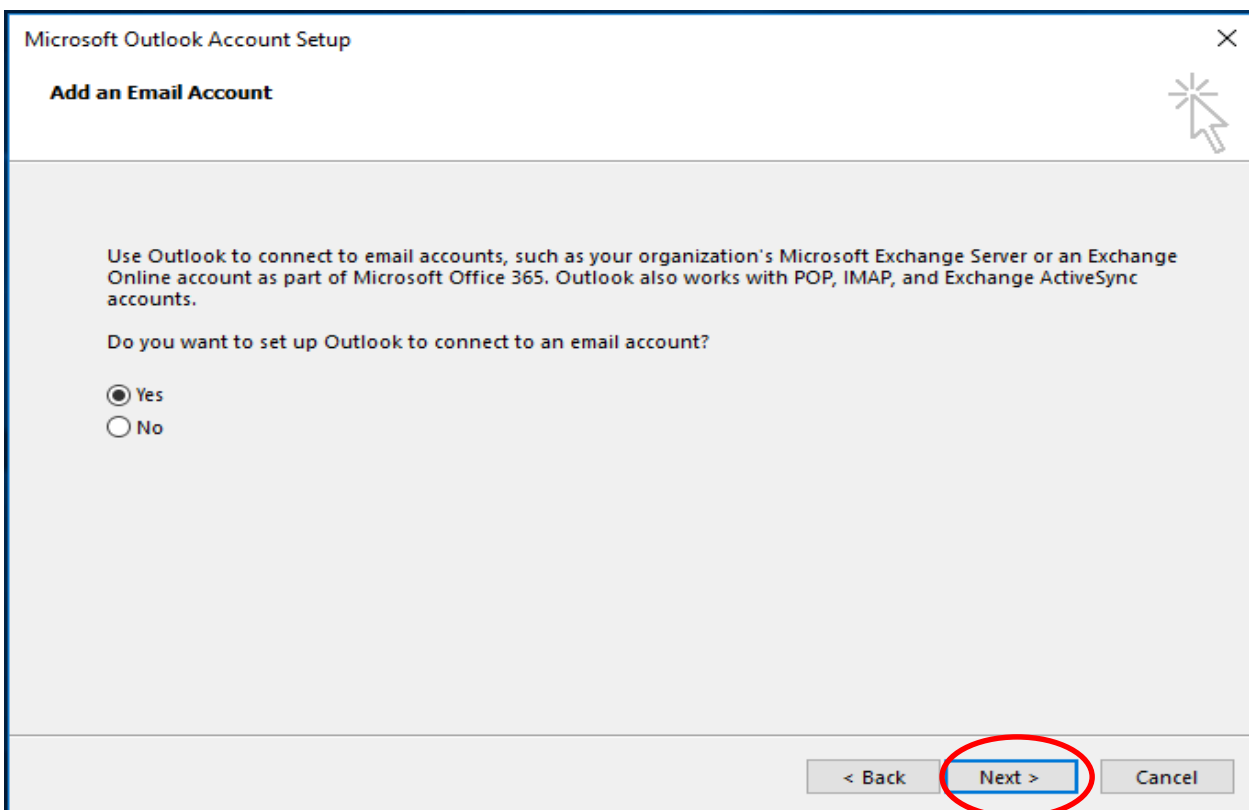 Microsoft Outlook Account Setup
Add an Email Account
Use Outlook to connect to email accounts, such as your organization's Microsoft Exchange Server or an Exchange
Online account as part of Microsoft Office 365. Outlook also works with POP, IMAP, and Exchange ActiveSync
accounts.
Do you want to set up Outlook to connect to an email account?
Yes
No
< Back Next > Cancel